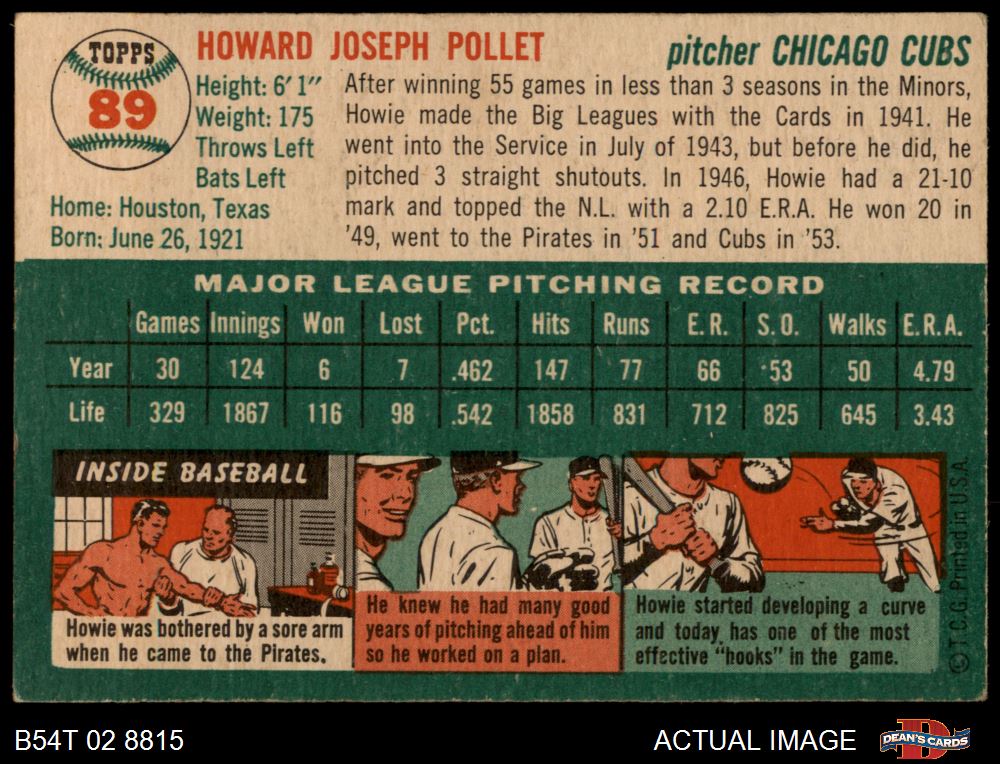 TOPPS
89
HOWARD JOSEPH POLLET
pitcher CHICAGO CUBS
Height: 6' 1"
Weight: 175
Throws Left
Bats Left
Home: Houston, Texas
Born: June 26, 1921
After winning 55 games in less than 3 seasons in the Minors,
Howie made the Big Leagues with the Cards in 1941. He
went into the Service in July of 1943, but before he did, he
pitched 3 straight shutouts. In 1946, Howie had a 21-10
mark and topped the N.L. with a 2.10 E.R.A. He won 20 in
'49, went to the Pirates in '51 and Cubs in '53.
MAJOR LEAGUE PITCHING RECORD
Games Innings Won Lost Pct. Hits Runs E.R. S.O. Walks E.R.A.
Year 30 124 6 7 .462 147 77 66 53 50 4.79
Life 329 1867 116 98 .542 1858 831 712 825 645 3.43
INSIDE BASEBALL
Howie was bothered by a sore arm
when he came to the Pirates.
He knew he had many good
years of pitching ahead of him
so he worked on a plan.
Howie started developing a curve
and today has one of the most
effective "hooks" in the game.
© T.C.G. Printed in U.S.A.
B54T 02 8815
ACTUAL IMAGE
DEAN'S CARDS